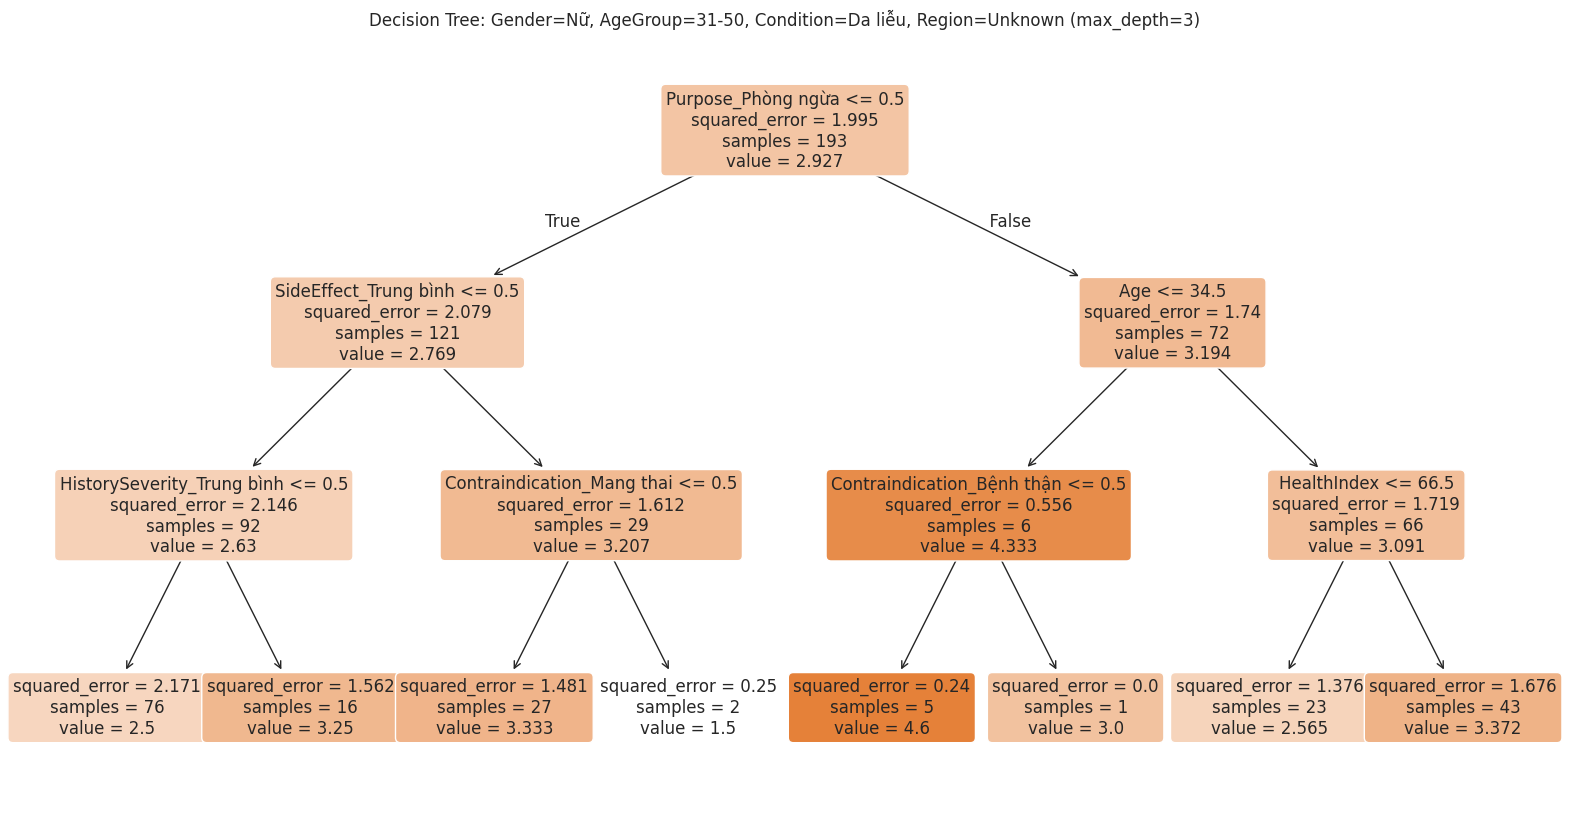 Decision Tree: Gender=Nữ, AgeGroup=31-50, Condition=Da liễu, Region=Unknown (max_depth=3)
Purpose_Phòng ngừa <= 0.5
squared_error = 1.995
samples = 193
value = 2.927
True
False
SideEffect_Trung bình <= 0.5
squared_error = 2.079
samples = 121
value = 2.769
Age <= 34.5
squared_error = 1.74
samples = 72
value = 3.194
HistorySeverity_Trung bình <= 0.5
squared_error = 2.146
samples = 92
value = 2.63
Contraindication_Mang thai <= 0.5
squared_error = 1.612
samples = 29
value = 3.207
Contraindication_Bệnh thận <= 0.5
squared_error = 0.556
samples = 6
value = 4.333
HealthIndex <= 66.5
squared_error = 1.719
samples = 66
value = 3.091
squared_error = 2.171
samples = 76
value = 2.5
squared_error = 1.562
samples = 16
value = 3.25
squared_error = 1.481
samples = 27
value = 3.333
squared_error = 0.25
samples = 2
value = 1.5
squared_error = 0.24
samples = 5
value = 4.6
squared_error = 0.0
samples = 1
value = 3.0
squared_error = 1.376
samples = 23
value = 2.565
squared_error = 1.676
samples = 43
value = 3.372